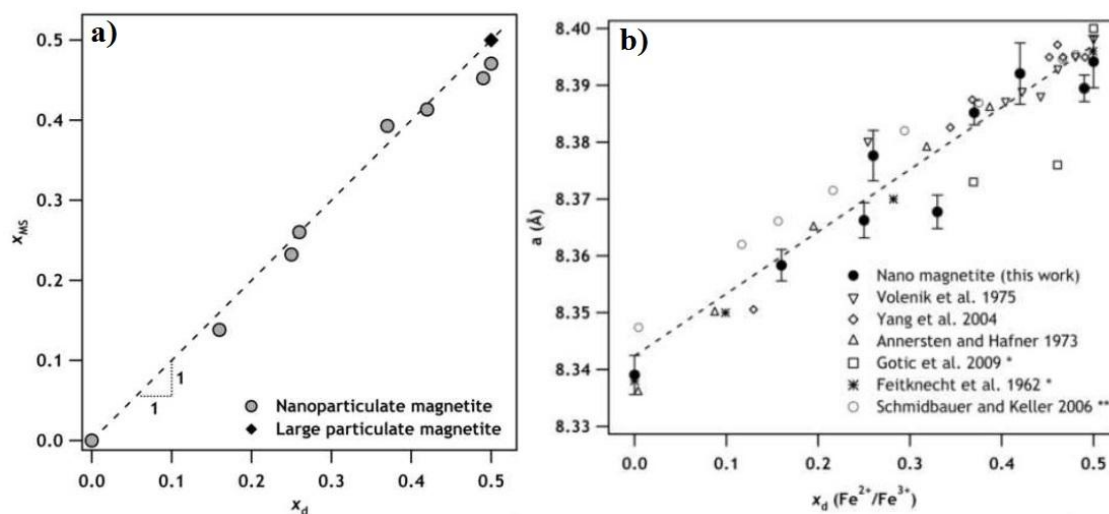 a)
0.5
0.4
0.3
0.2
0.1
0.0
x_MS
1
1
Nanoparticulate magnetite
Large particulate magnetite
0.0 0.1 0.2 0.3 0.4 0.5
x_d
b)
8.40
8.39
8.38
8.37
8.36
8.35
8.34
8.33
a (Å)
Nano magnetite (this work)
Volenik et al. 1975
Yang et al. 2004
Annersten and Hafner 1973
Gotic et al. 2009 *
Feitknecht et al. 1962 *
Schmidbauer and Keller 2006 **
0.0 0.1 0.2 0.3 0.4 0.5
x_d (Fe²⁺/Fe³⁺)